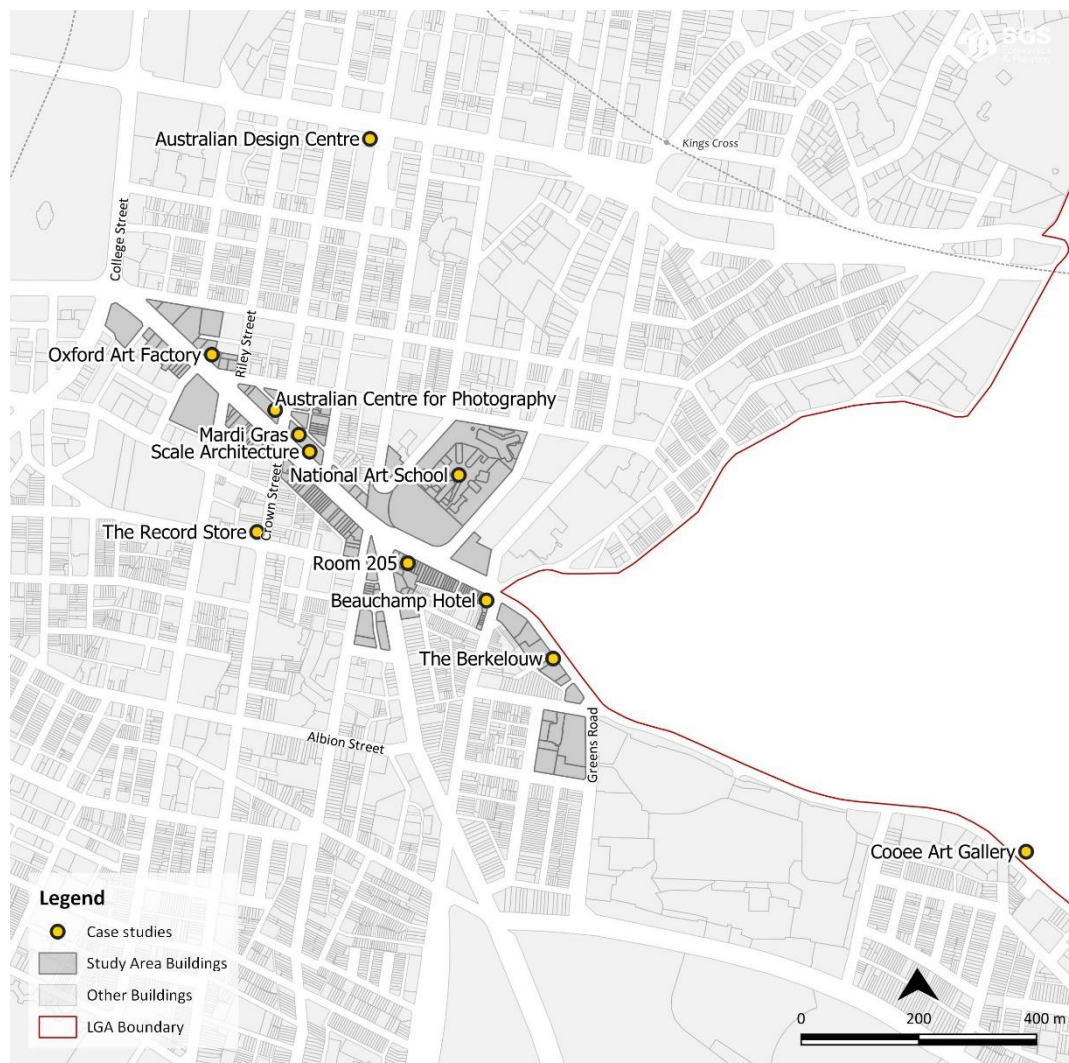 SGS
Economics
& Planning
Australian Design Centre
Kings Cross
College Street
Riley Street
Oxford Art Factory
Australian Centre for Photography
Mardi Gras
Scale Architecture
National Art School
Crown Street
The Record Store
Room 205
Beauchamp Hotel
The Berkelouw
Greens Road
Albion Street
Cooee Art Gallery
Legend
Case studies
Study Area Buildings
Other Buildings
LGA Boundary
0 200 400 m